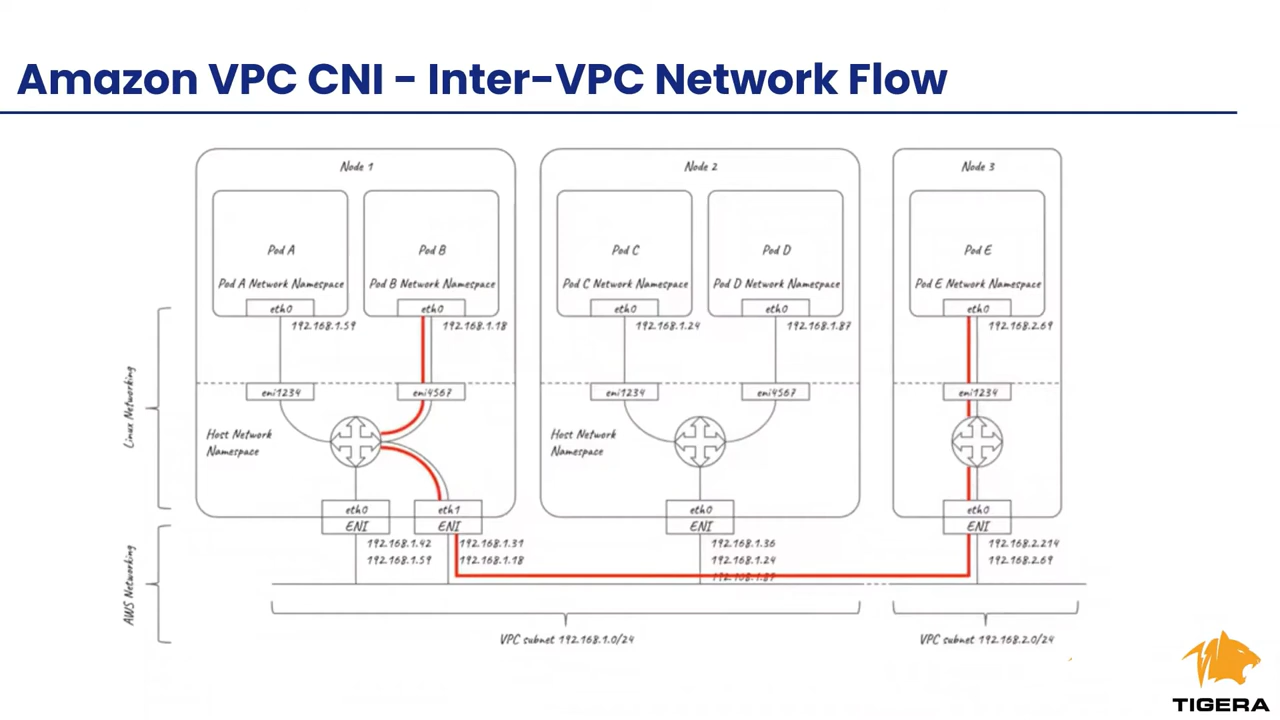 Amazon VPC CNI - Inter-VPC Network Flow
Node 1
Pod A
Pod A Network Namespace
eth0
192.168.1.59
Pod B
Pod B Network Namespace
eth0
192.168.1.18
eni1234
eni4567
Host Network
Namespace
eth0
ENI
192.168.1.42
192.168.1.59
eth1
ENI
192.168.1.31
192.168.1.18
Node 2
Pod C
Pod C Network Namespace
eth0
192.168.1.24
Pod D
Pod D Network Namespace
eth0
192.168.1.87
eni1234
eni4567
Host Network
Namespace
eth0
ENI
192.168.1.36
192.168.1.24
192.168.1.87
Node 3
Pod E
Pod E Network Namespace
eth0
192.168.2.69
eni1234
eth0
ENI
192.168.2.214
192.168.2.69
Linux Networking
AWS Networking
VPC subnet 192.168.1.0/24
VPC subnet 192.168.2.0/24
TIGERA